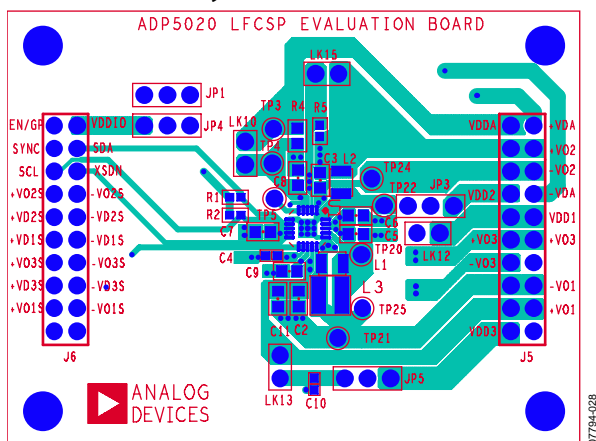 ADP5020 LFCSP EVALUATION BOARD
LK15
JP1
TP3
R4
R5
LK10
EN/GP
VDDIO
JP4
VDDA
+VDA
SYNC
SDA
TP4
+VO2
SCL
XSDN
C3
L2
TP24
-VO2
C8
+VO2S
-VO2S
R1
TP22
JP3
VDD2
-VDA
+VD2S
-VD2S
R2
TP5
C6
VDD1
+VD1S
-VD1S
C7
C5
+VO3
TP20
LK12
+VO3S
-VO3S
C4
L1
-VO3
+VD3S
-VD3S
C9
L3
-VO1
+VO1S
-VO1S
TP25
+VO1
C11
C2
TP21
VDD3
J6
J5
JP5
LK13
C10
ANALOG
DEVICES
07794-028